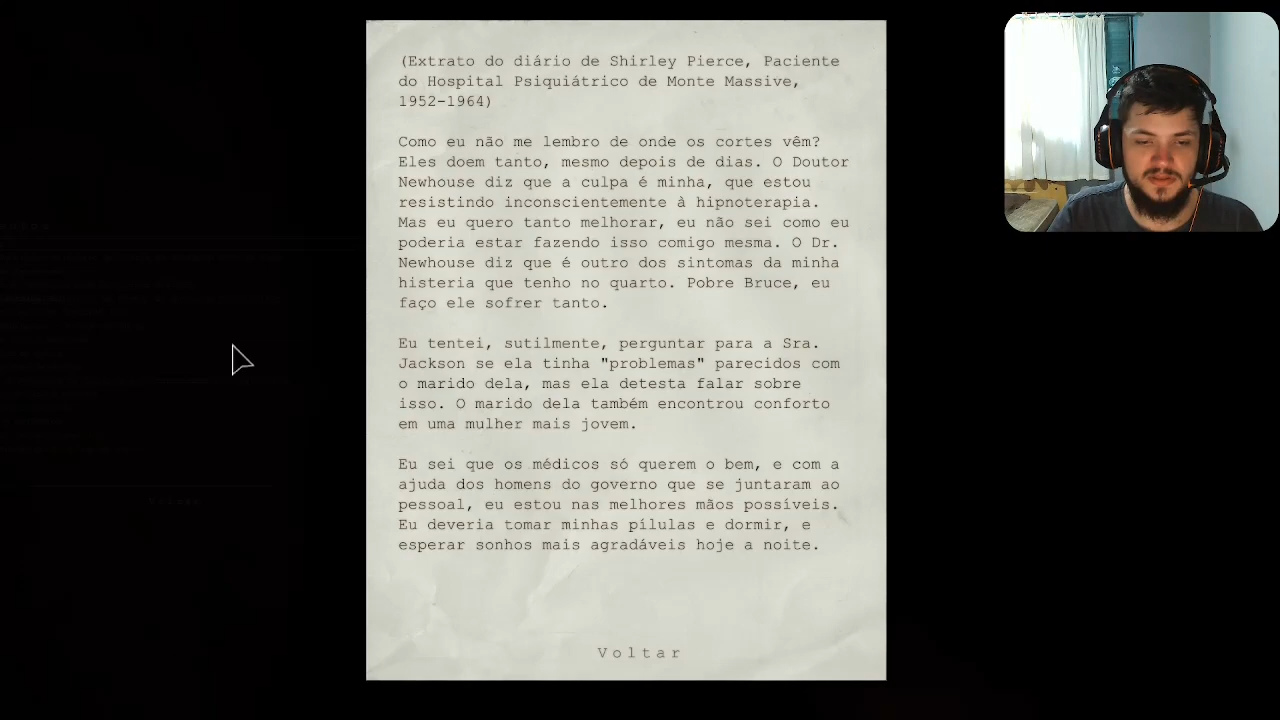 (Extrato do diário de Shirley Pierce, Paciente
do Hospital Psiquiátrico de Monte Massive,
1952-1964)
Como eu não me lembro de onde os cortes vêm?
Eles doem tanto, mesmo depois de dias. O Doutor
Newhouse diz que a culpa é minha, que estou
resistindo inconscientemente à hipnoterapia.
Mas eu quero tanto melhorar, eu não sei como eu
poderia estar fazendo isso comigo mesma. O Dr.
Newhouse diz que é outro dos sintomas da minha
histeria que tenho no quarto. Pobre Bruce, eu
faço ele sofrer tanto.
Eu tentei, sutilmente, perguntar para a Sra.
Jackson se ela tinha "problemas" parecidos com
o marido dela, mas ela detesta falar sobre
isso. O marido dela também encontrou conforto
em uma mulher mais jovem.
Eu sei que os médicos só querem o bem, e com a
ajuda dos homens do governo que se juntaram ao
pessoal, eu estou nas melhores mãos possíveis.
Eu deveria tomar minhas pílulas e dormir, e
esperar sonhos mais agradáveis hoje a noite.
Voltar